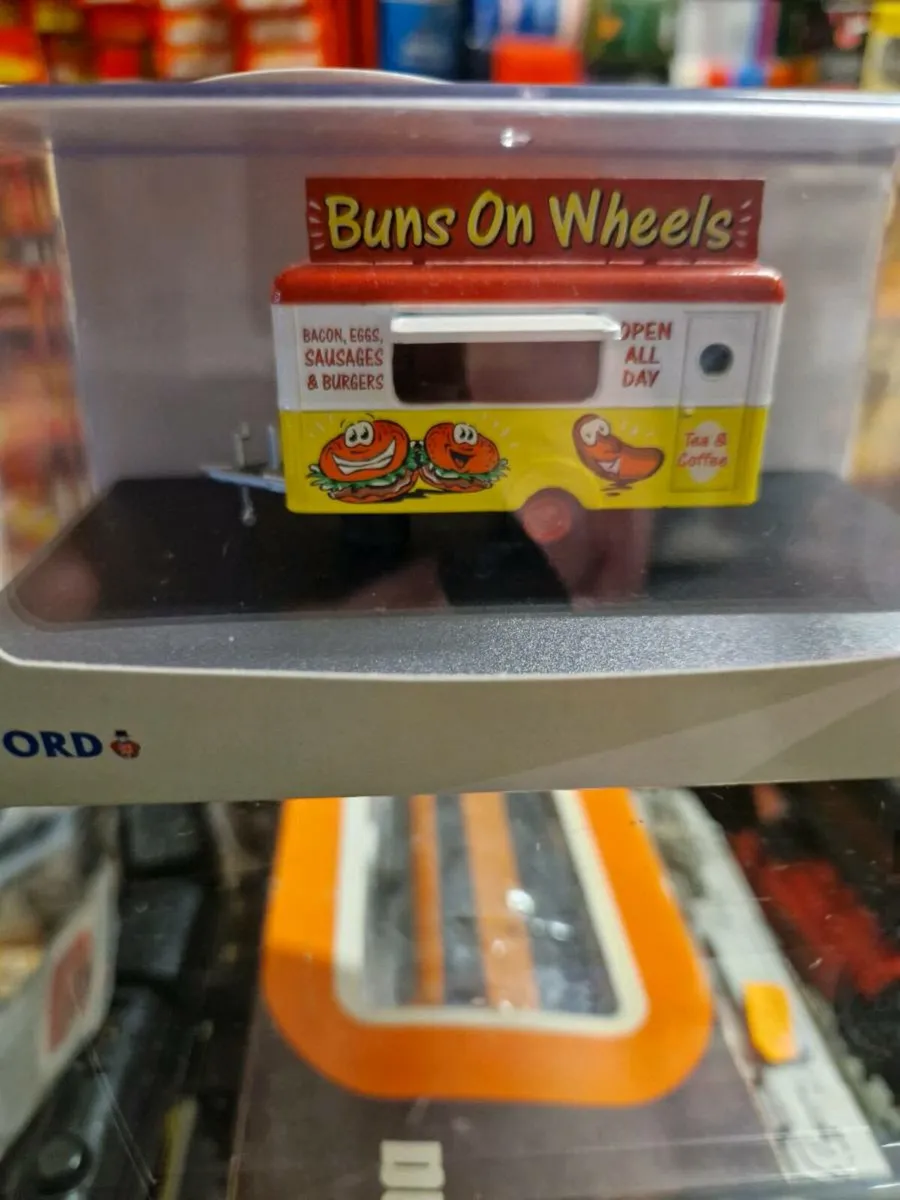 Buns On Wheels
BACON, EGGS,
SAUSAGES
& BURGERS
OPEN
ALL
DAY
Tea &
Coffee
ORD